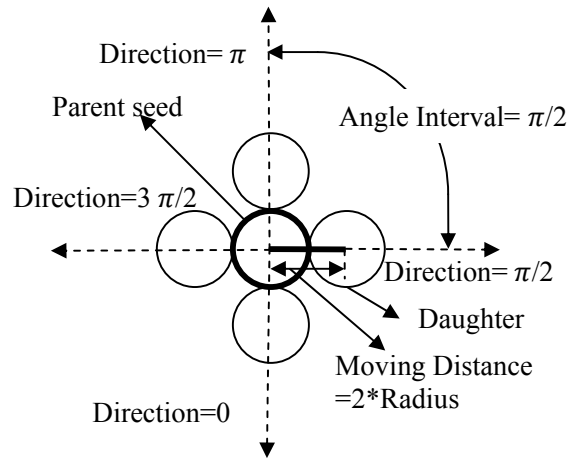 Direction= π
Parent seed
Angle Interval= π/2
Direction=3 π/2
Direction= π/2
Daughter
Moving Distance
=2*Radius
Direction=0